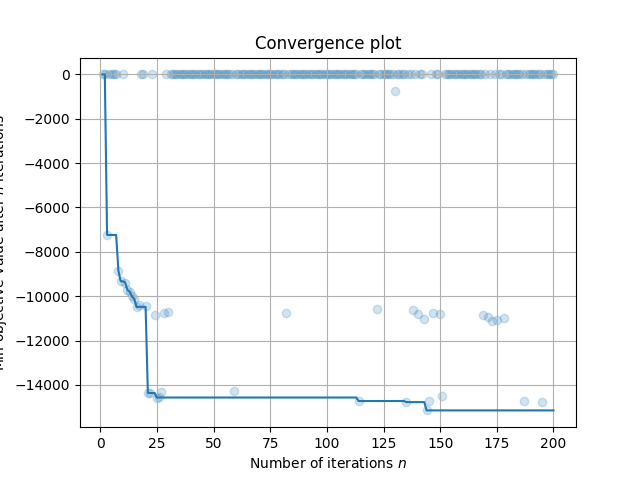 Convergence plot
0
−2000
−4000
−6000
−8000
−10000
−12000
−14000
objective value after n iterations
0 25 50 75 100 125 150 175 200
Number of iterations n